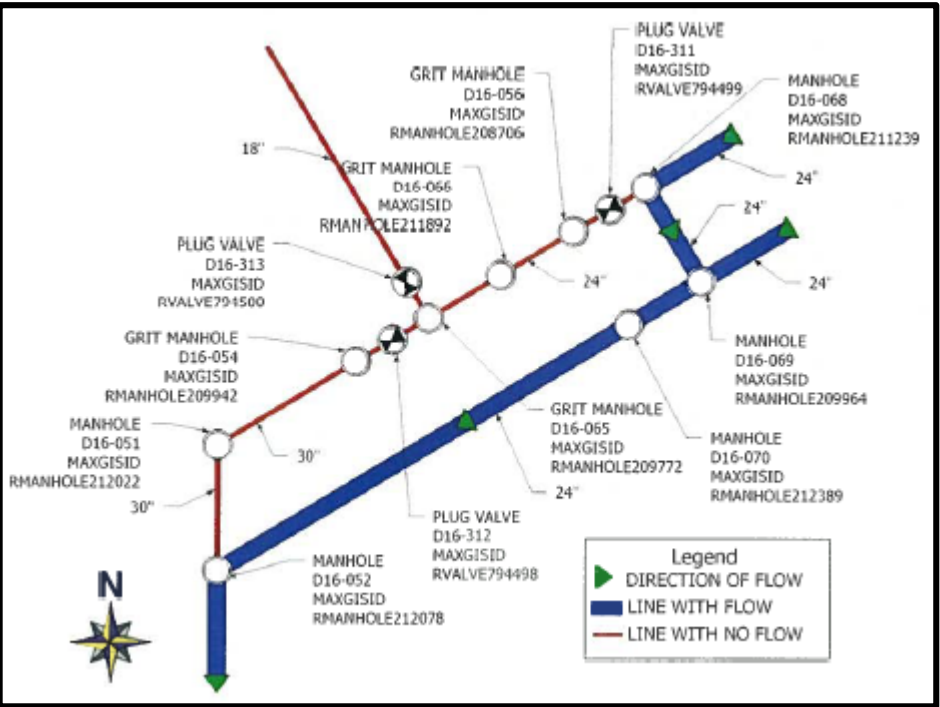 PLUG VALVE
D16-311
MAXGISID
RVALVE794499
GRIT MANHOLE
D16-056
MAXGISID
RMANHOLE208706
MANHOLE
D16-068
MAXGISID
RMANHOLE211239
18"
GRIT MANHOLE
D16-066
MAXGISID
RMANHOLE211892
24"
24"
PLUG VALVE
D16-313
MAXGISID
RVALVE794500
24"
24"
GRIT MANHOLE
D16-054
MAXGISID
RMANHOLE209942
MANHOLE
D16-069
MAXGISID
RMANHOLE209964
MANHOLE
D16-051
MAXGISID
RMANHOLE212022
30"
30"
GRIT MANHOLE
D16-065
MAXGISID
RMANHOLE209772
24"
MANHOLE
D16-070
MAXGISID
RMANHOLE212389
PLUG VALVE
D16-312
MAXGISID
RVALVE794498
MANHOLE
D16-052
MAXGISID
RMANHOLE212078
N
Legend
DIRECTION OF FLOW
LINE WITH FLOW
LINE WITH NO FLOW